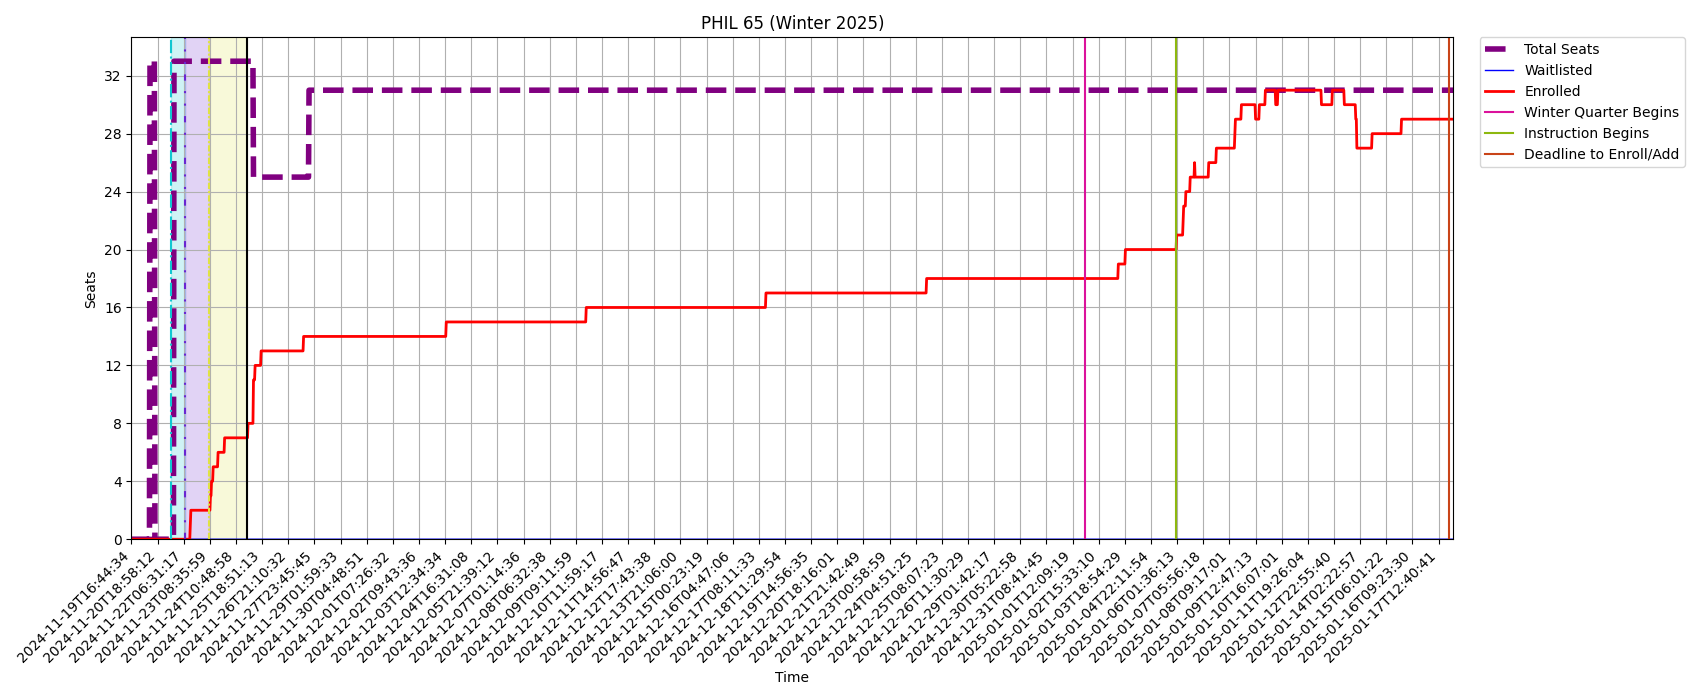 PHIL 65 (Winter 2025)
Total Seats
Waitlisted
Enrolled
Winter Quarter Begins
Instruction Begins
Deadline to Enroll/Add
Seats
32
28
24
20
16
12
8
4
0
2024-11-19T16:44:34
2024-11-20T18:58:12
2024-11-22T06:31:17
2024-11-23T08:35:59
2024-11-24T10:48:58
2024-11-25T18:51:13
2024-11-26T21:10:32
2024-11-27T23:45:45
2024-11-29T01:59:33
2024-11-30T04:48:51
2024-12-01T07:26:32
2024-12-02T09:43:36
2024-12-03T12:34:34
2024-12-04T16:31:08
2024-12-05T21:39:12
2024-12-07T01:14:36
2024-12-08T06:32:38
2024-12-09T09:11:59
2024-12-10T11:59:17
2024-12-11T14:56:47
2024-12-12T17:43:38
2024-12-13T21:06:00
2024-12-15T00:23:19
2024-12-16T04:47:06
2024-12-17T08:11:33
2024-12-18T11:29:54
2024-12-19T14:56:35
2024-12-20T18:16:01
2024-12-21T21:42:49
2024-12-23T00:58:59
2024-12-24T04:51:25
2024-12-25T08:07:23
2024-12-26T11:30:29
2024-12-29T01:42:17
2024-12-30T05:22:58
2024-12-31T08:41:45
2025-01-01T12:09:19
2025-01-02T15:33:10
2025-01-03T18:54:29
2025-01-04T22:11:54
2025-01-06T01:36:13
2025-01-07T05:56:18
2025-01-08T09:17:01
2025-01-09T12:47:13
2025-01-10T16:07:01
2025-01-11T19:26:04
2025-01-12T22:55:40
2025-01-14T02:22:57
2025-01-15T06:01:22
2025-01-16T09:23:30
2025-01-17T12:40:41
Time